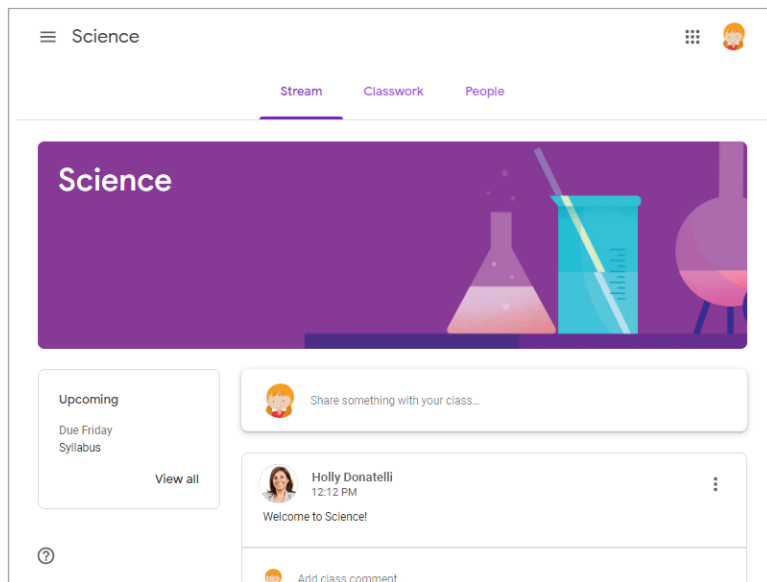 Science
Stream Classwork People
Science
Upcoming
Due Friday
Syllabus
View all
Share something with your class...
Holly Donatelli
12:12 PM
Welcome to Science!
Add class comment